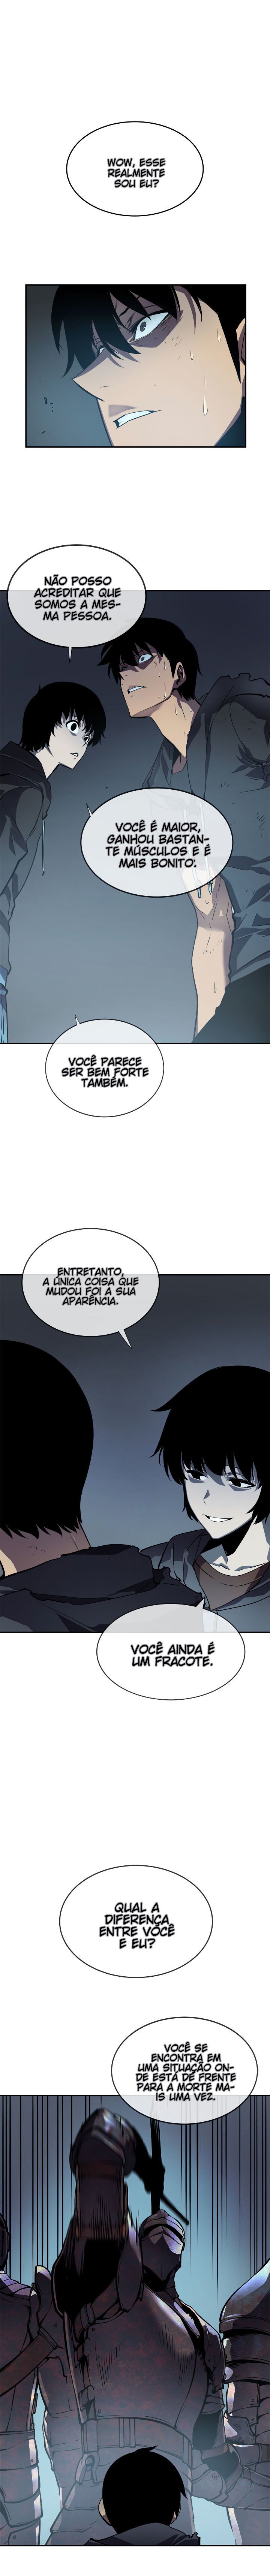 WOW, ESSE
REALMENTE
SOU EU?
NÃO POSSO
ACREDITAR QUE
SOMOS A MES-
MA PESSOA.
VOCÊ É MAIOR,
GANHOU BASTAN-
TE MÚSCULOS E É
MAIS BONITO.
VOCÊ PARECE
SER BEM FORTE
TAMBÉM.
ENTRETANTO,
A ÚNICA COISA QUE
MUDOU FOI A SUA
APARÊNCIA.
VOCÊ AINDA É
UM FRACOTE.
QUAL A
DIFERENÇA
ENTRE VOCÊ
E EU?
VOCÊ SE
ENCONTRA EM
UMA SITUAÇÃO ON-
DE ESTÁ DE FRENTE
PARA A MORTE MA-
IS UMA VEZ.